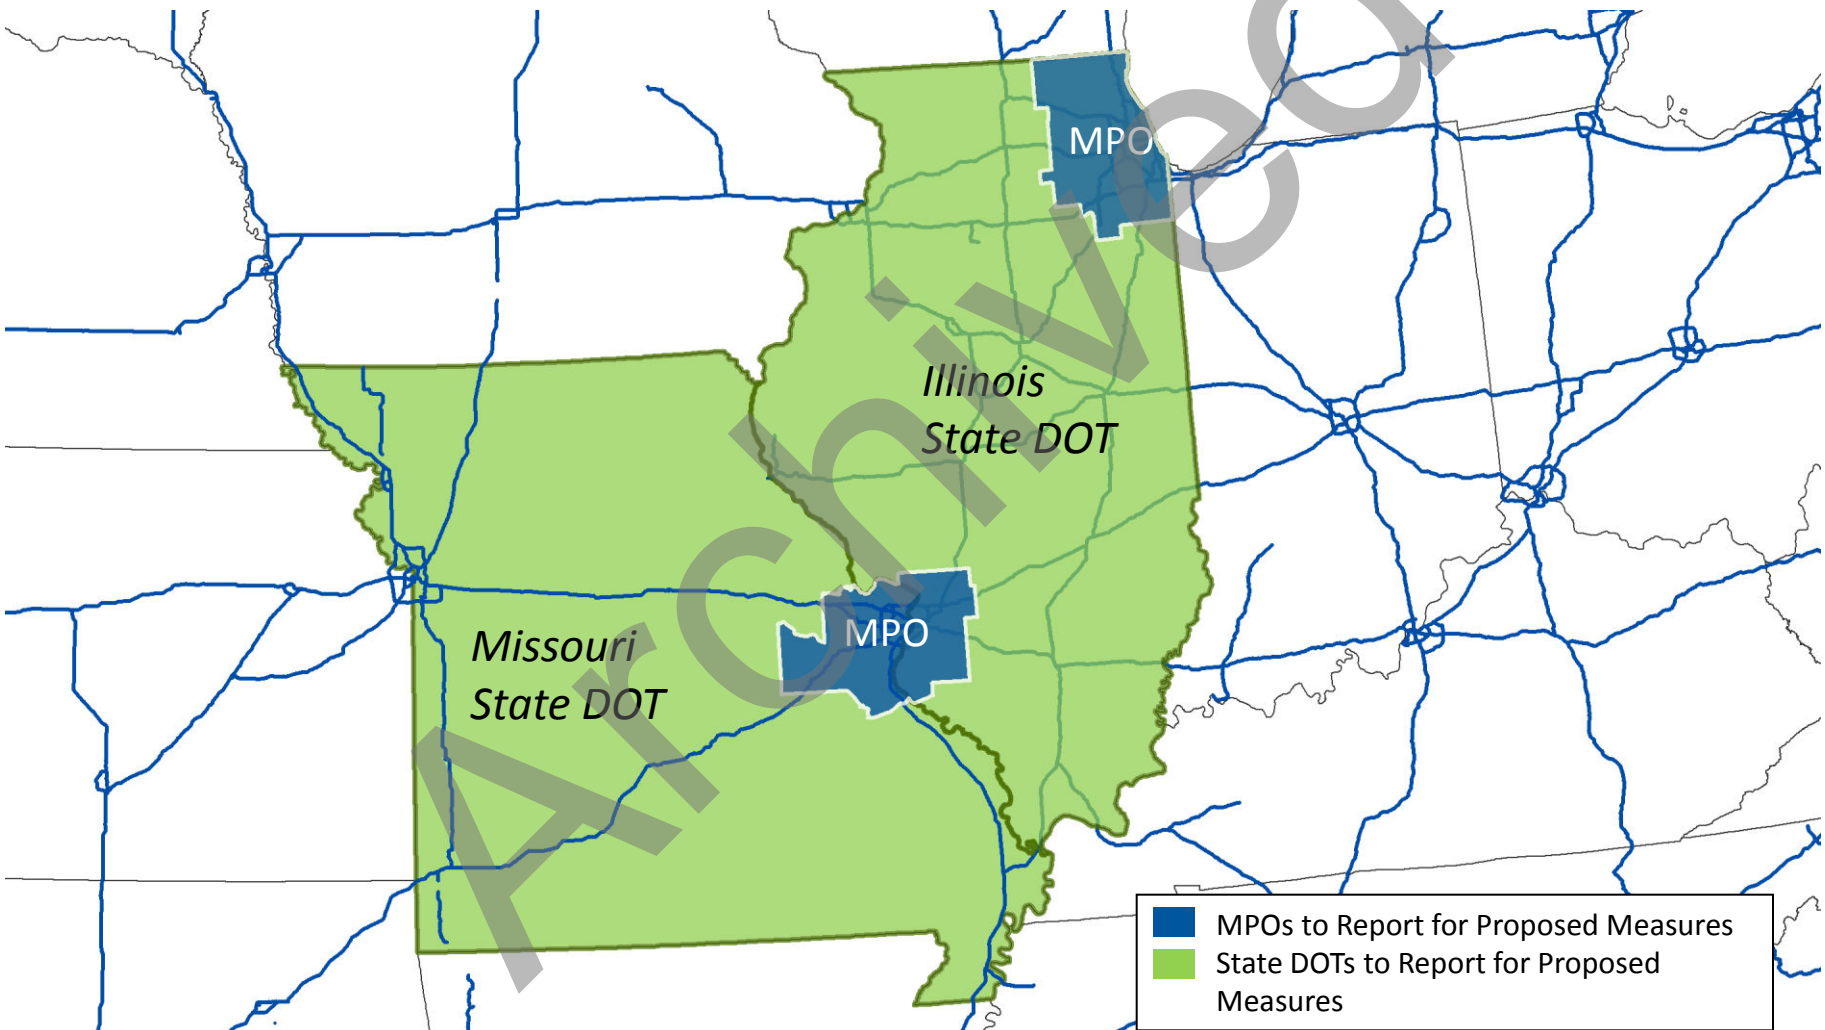 MPO
Illinois
State DOT
MPO
Missouri
State DOT
Archived
MPOs to Report for Proposed Measures
State DOTs to Report for Proposed
Measures